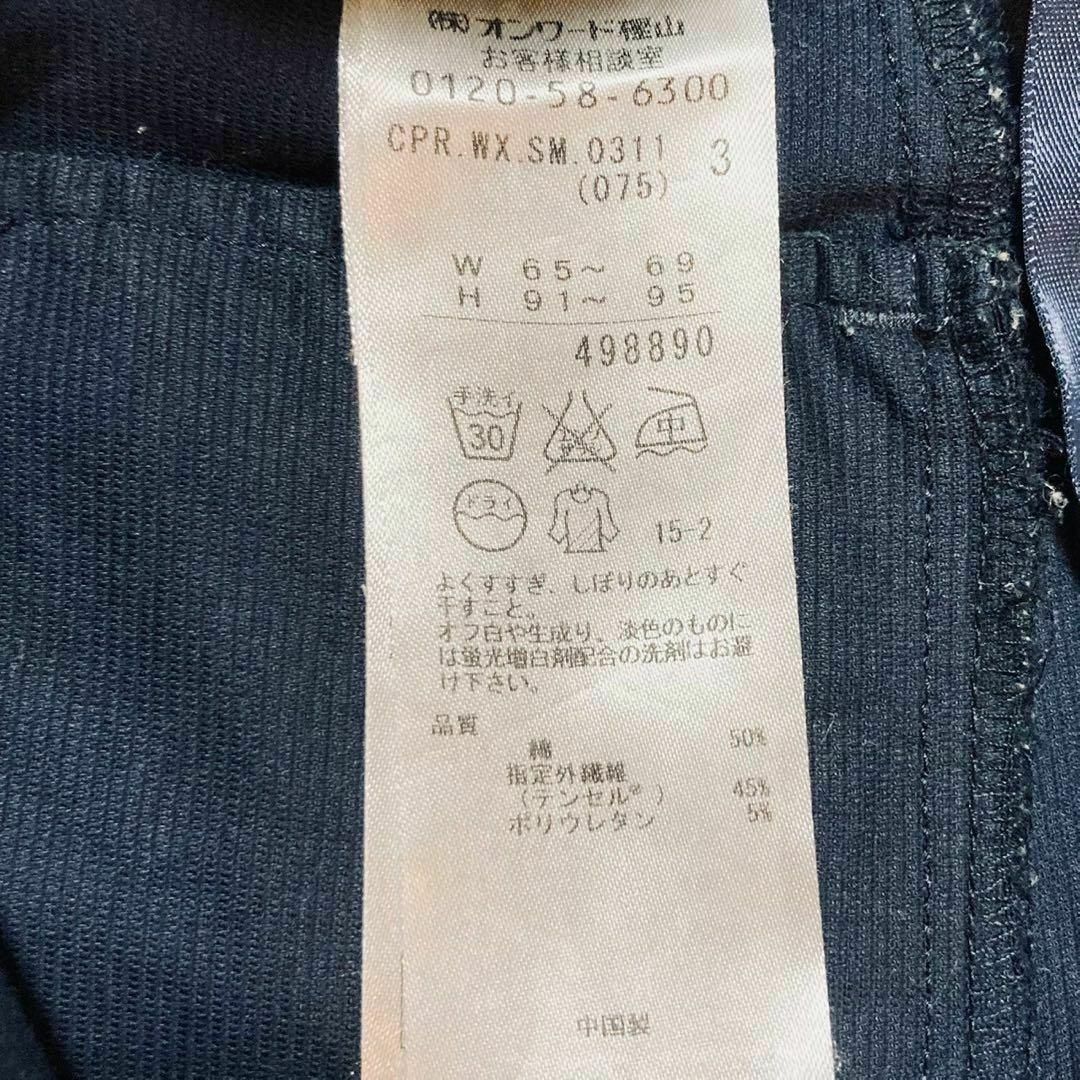 (株)オンワード樫山
お客様相談室
0120-58-6300
CPR.WX.SM.0311 3
(075)
W 65～ 69
H 91～ 95
498890
手洗イ
30
中
ドライ
15-2
よくすすぎ、しぼりのあとすぐ
干すこと。
オフ白や生成り、淡色のものに
は蛍光増白剤配合の洗剤はお避
け下さい。
品質
綿 50%
指定外繊維
(テンセル®) 45%
ポリウレタン 5%
中国製